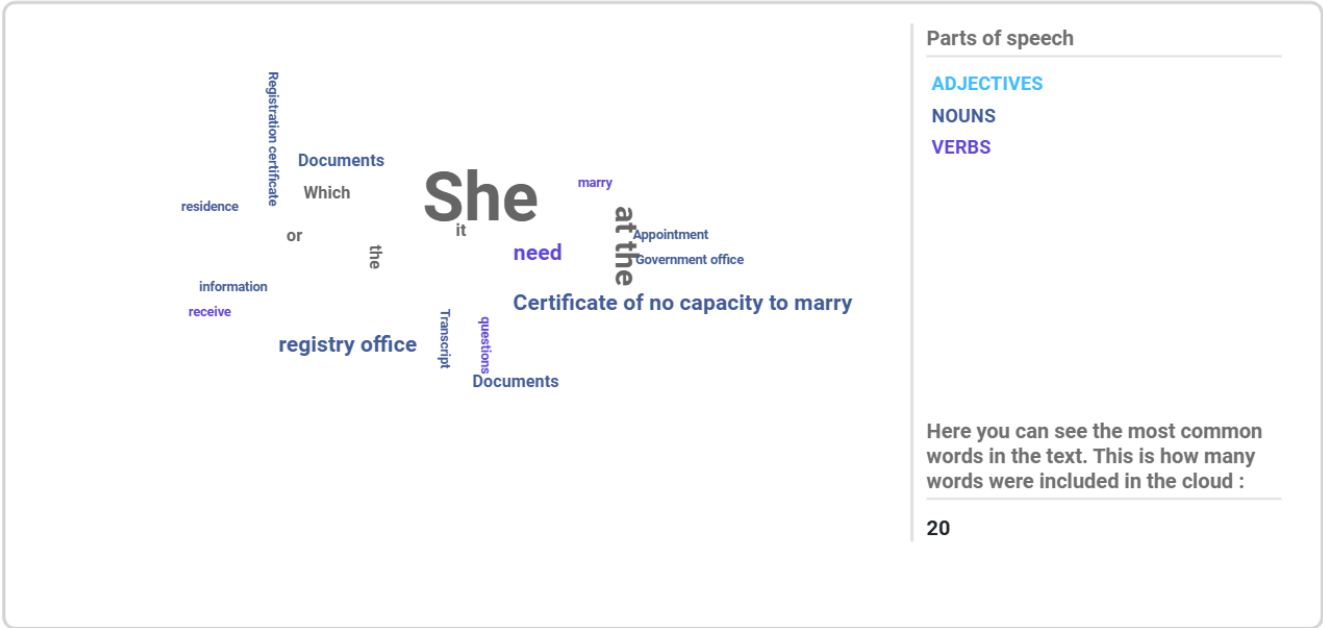 Registration certificate
Documents
Which
residence
or
the
She
it
marry
at the
Appointment
need
Government office
information
receive
Certificate of no capacity to marry
registry office
Transcript
questions
Documents
Parts of speech
ADJECTIVES
NOUNS
VERBS
Here you can see the most common
words in the text. This is how many
words were included in the cloud :
20